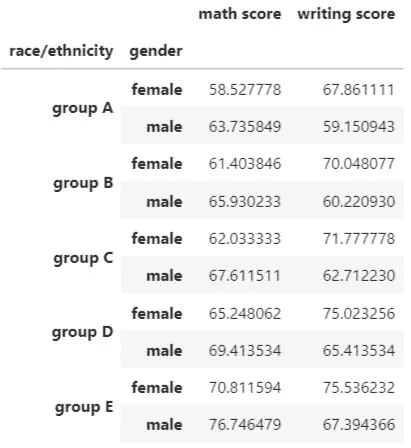 math score writing score
race/ethnicity gender
female 58.527778 67.861111
group A
male 63.735849 59.150943
female 61.403846 70.048077
group B
male 65.930233 60.220930
female 62.033333 71.777778
group C
male 67.611511 62.712230
female 65.248062 75.023256
group D
male 69.413534 65.413534
female 70.811594 75.536232
group E
male 76.746479 67.394366